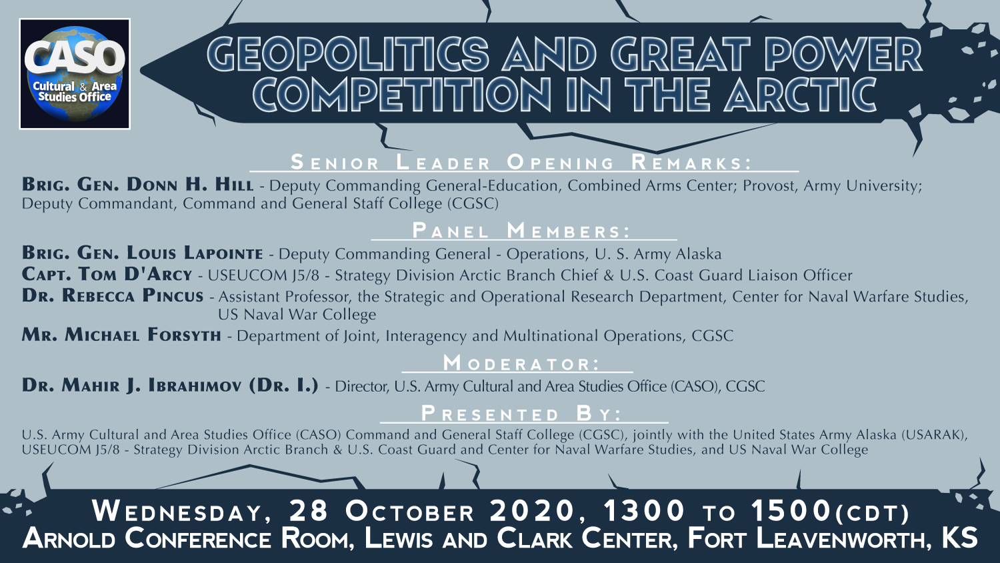 CASO
Cultural & Area
Studies Office
GEOPOLITICS AND GREAT POWER
COMPETITION IN THE ARCTIC
Senior Leader Opening Remarks:
Brig. Gen. Donn H. Hill - Deputy Commanding General-Education, Combined Arms Center; Provost, Army University;
Deputy Commandant, Command and General Staff College (CGSC)
Panel Members:
Brig. Gen. Louis Lapointe - Deputy Commanding General - Operations, U. S. Army Alaska
Capt. Tom D'Arcy - USEUCOM J5/8 - Strategy Division Arctic Branch Chief & U.S. Coast Guard Liaison Officer
Dr. Rebecca Pincus - Assistant Professor, the Strategic and Operational Research Department, Center for Naval Warfare Studies,
US Naval War College
Mr. Michael Forsyth - Department of Joint, Interagency and Multinational Operations, CGSC
Moderator:
Dr. Mahir J. Ibrahimov (Dr. I.) - Director, U.S. Army Cultural and Area Studies Office (CASO), CGSC
Presented By:
U.S. Army Cultural and Area Studies Office (CASO) Command and General Staff College (CGSC), jointly with the United States Army Alaska (USARAK),
USEUCOM J5/8 - Strategy Division Arctic Branch & U.S. Coast Guard and Center for Naval Warfare Studies, and US Naval War College
Wednesday, 28 October 2020, 1300 to 1500(CDT)
Arnold Conference Room, Lewis and Clark Center, Fort Leavenworth, KS